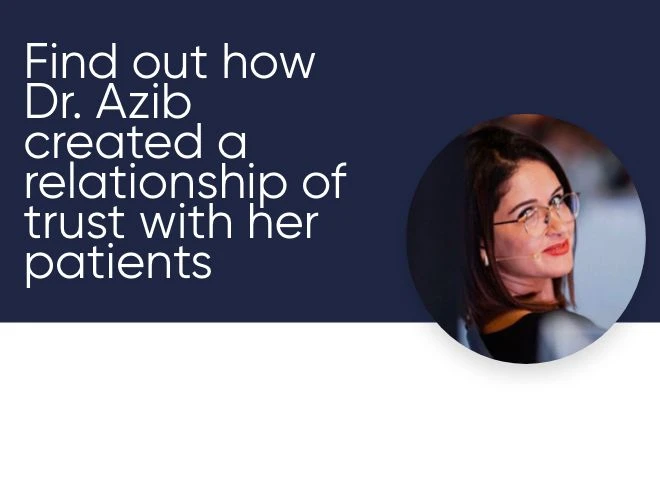 Find out how
Dr. Azib
created a
relationship of
trust with her
patients